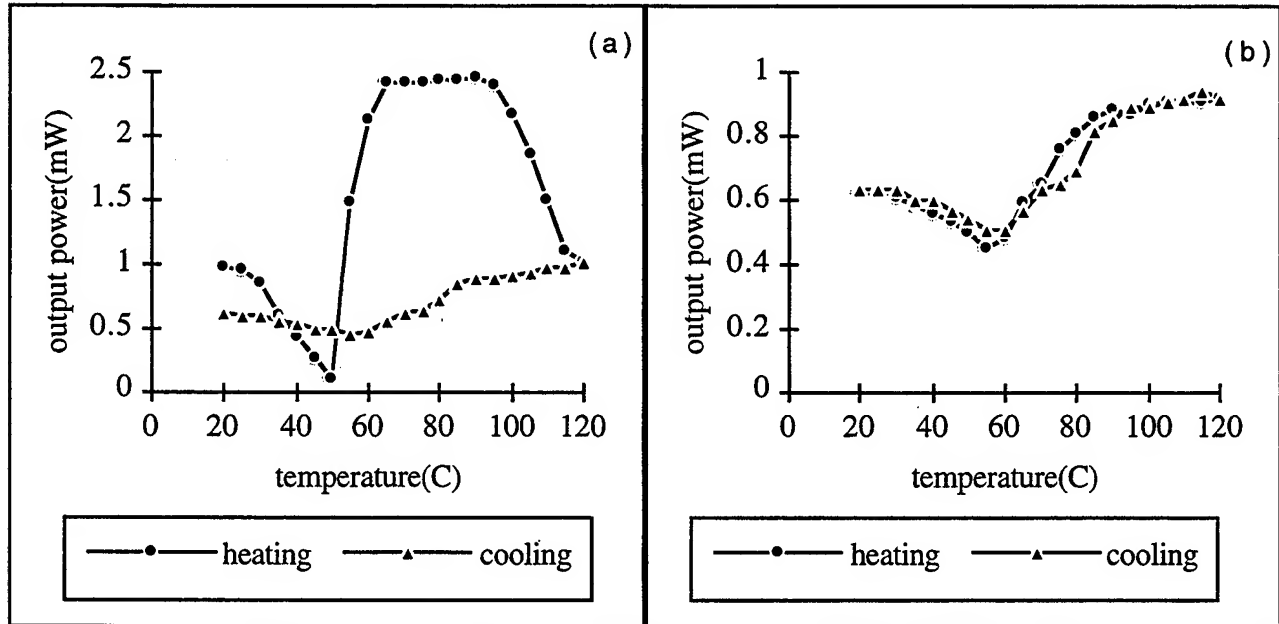 (a)
output power(mW)
2.5
2
1.5
1
0.5
0
0 20 40 60 80 100 120
temperature(C)
heating cooling
(b)
output power(mW)
1
0.8
0.6
0.4
0.2
0
0 20 40 60 80 100 120
temperature(C)
heating cooling